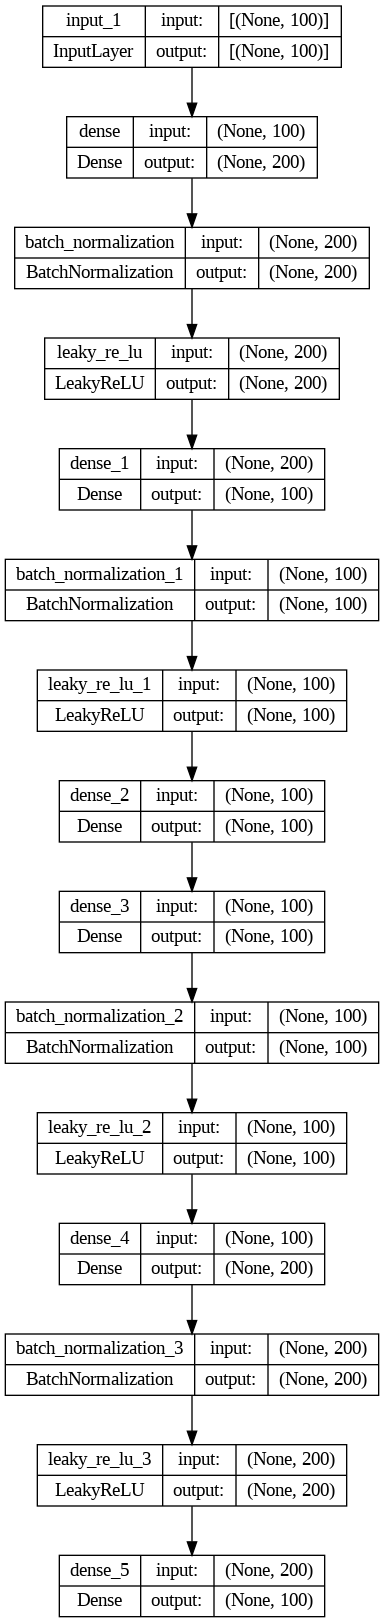 input_1 input: [(None, 100)]
InputLayer output: [(None, 100)]
dense input: (None, 100)
Dense output: (None, 200)
batch_normalization input: (None, 200)
BatchNormalization output: (None, 200)
leaky_re_lu input: (None, 200)
LeakyReLU output: (None, 200)
dense_1 input: (None, 200)
Dense output: (None, 100)
batch_normalization_1 input: (None, 100)
BatchNormalization output: (None, 100)
leaky_re_lu_1 input: (None, 100)
LeakyReLU output: (None, 100)
dense_2 input: (None, 100)
Dense output: (None, 100)
dense_3 input: (None, 100)
Dense output: (None, 100)
batch_normalization_2 input: (None, 100)
BatchNormalization output: (None, 100)
leaky_re_lu_2 input: (None, 100)
LeakyReLU output: (None, 100)
dense_4 input: (None, 100)
Dense output: (None, 200)
batch_normalization_3 input: (None, 200)
BatchNormalization output: (None, 200)
leaky_re_lu_3 input: (None, 200)
LeakyReLU output: (None, 200)
dense_5 input: (None, 200)
Dense output: (None, 100)